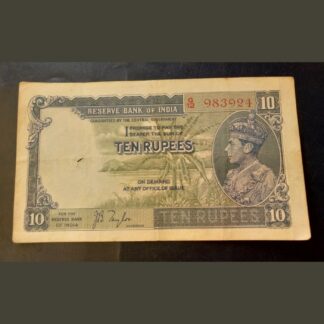 RESERVE BANK OF INDIA
GUARANTEED BY THE CENTRAL GOVERNMENT
983924
10
I PROMISE TO PAY THE
BEARER THE SUM OF
TEN RUPEES
ON DEMAND
AT ANY OFFICE OF ISSUE
FOR THE
RESERVE BANK
OF INDIA
10
TEN RUPEES
10